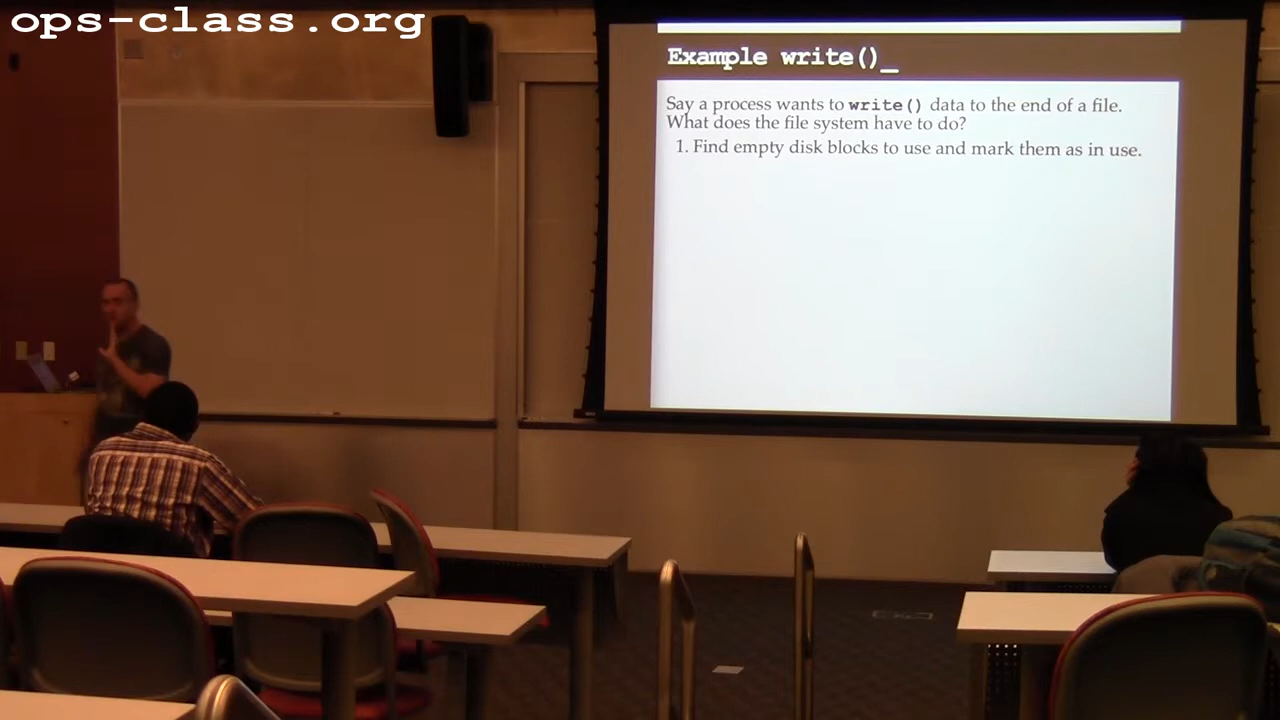 ops-class.org
Example write()_
Say a process wants to write() data to the end of a file.
What does the file system have to do?
1. Find empty disk blocks to use and mark them as in use.